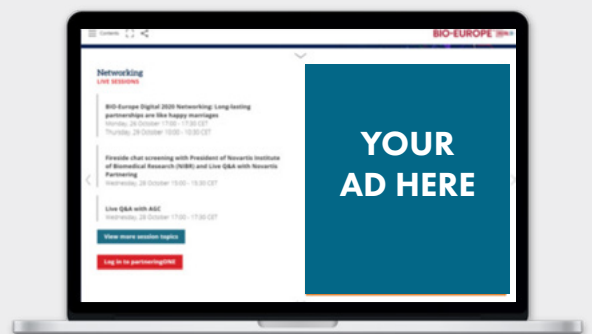 Contents
BIO-EUROPE
Networking
LIVE SESSIONS
BIO-Europe Digital 2020 Networking: Long-lasting
partnerships are like happy marriages
Monday, 26 October 17:00 - 17:30 CET
Thursday, 29 October 10:00 - 10:30 CET
Fireside chat screening with President of Novartis Institute
of Biomedical Research (NIBR) and Live Q&A with Novartis
Partnering
Wednesday, 28 October 15:00 - 15:30 CET
Live Q&A with AGC
Wednesday, 28 October 17:00 - 17:30 CET
View more session topics
Log in to partneringONE
YOUR
AD HERE